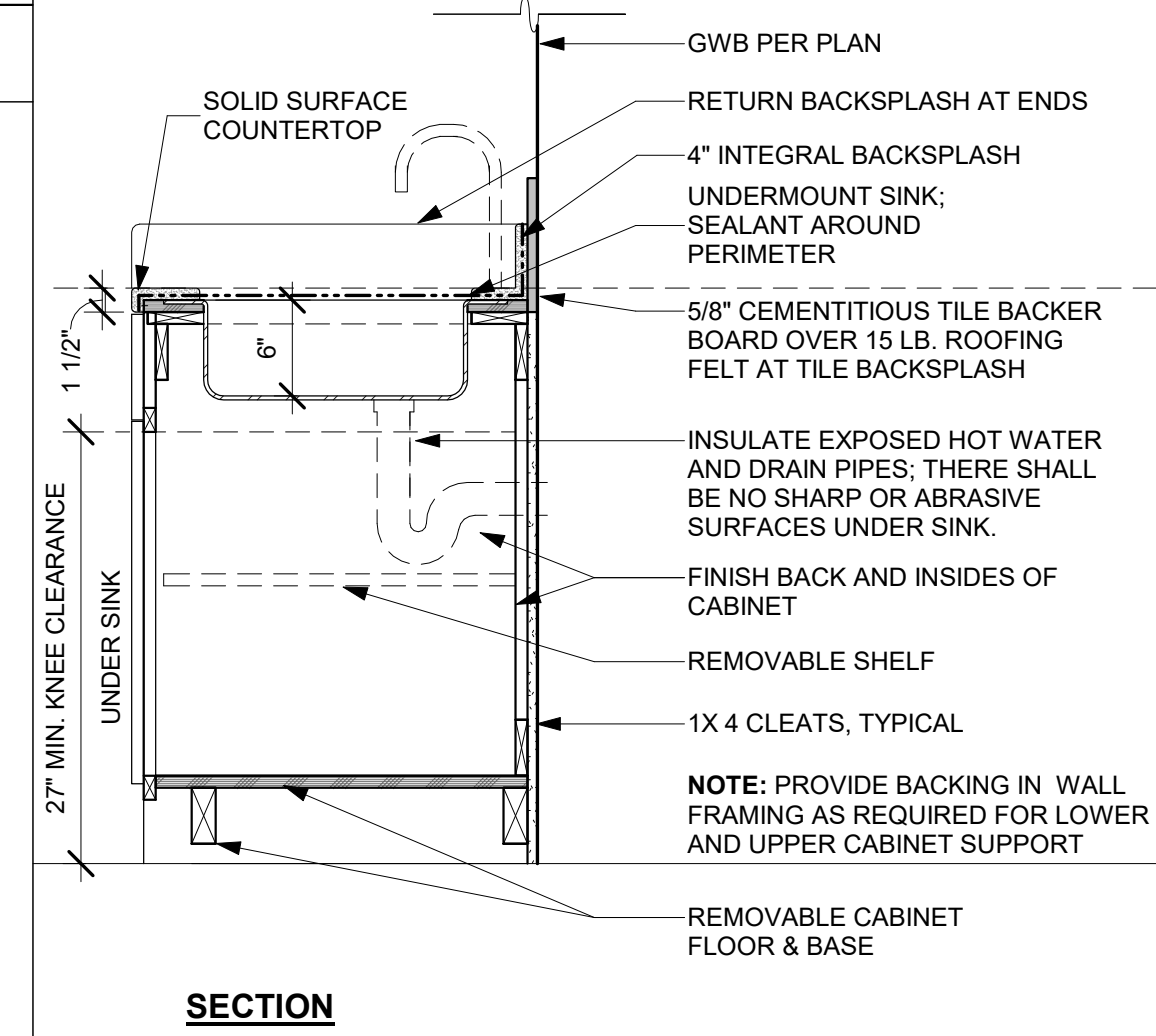 GWB PER PLAN
SOLID SURFACE
COUNTERTOP
RETURN BACKSPLASH AT ENDS
4" INTEGRAL BACKSPLASH
UNDERMOUNT SINK;
SEALANT AROUND
PERIMETER
5/8" CEMENTITIOUS TILE BACKER
BOARD OVER 15 LB. ROOFING
FELT AT TILE BACKSPLASH
1 1/2"
6"
INSULATE EXPOSED HOT WATER
AND DRAIN PIPES; THERE SHALL
BE NO SHARP OR ABRASIVE
SURFACES UNDER SINK.
27" MIN. KNEE CLEARANCE
UNDER SINK
FINISH BACK AND INSIDES OF
CABINET
REMOVABLE SHELF
1X 4 CLEATS, TYPICAL
NOTE: PROVIDE BACKING IN WALL
FRAMING AS REQUIRED FOR LOWER
AND UPPER CABINET SUPPORT
REMOVABLE CABINET
FLOOR & BASE
SECTION